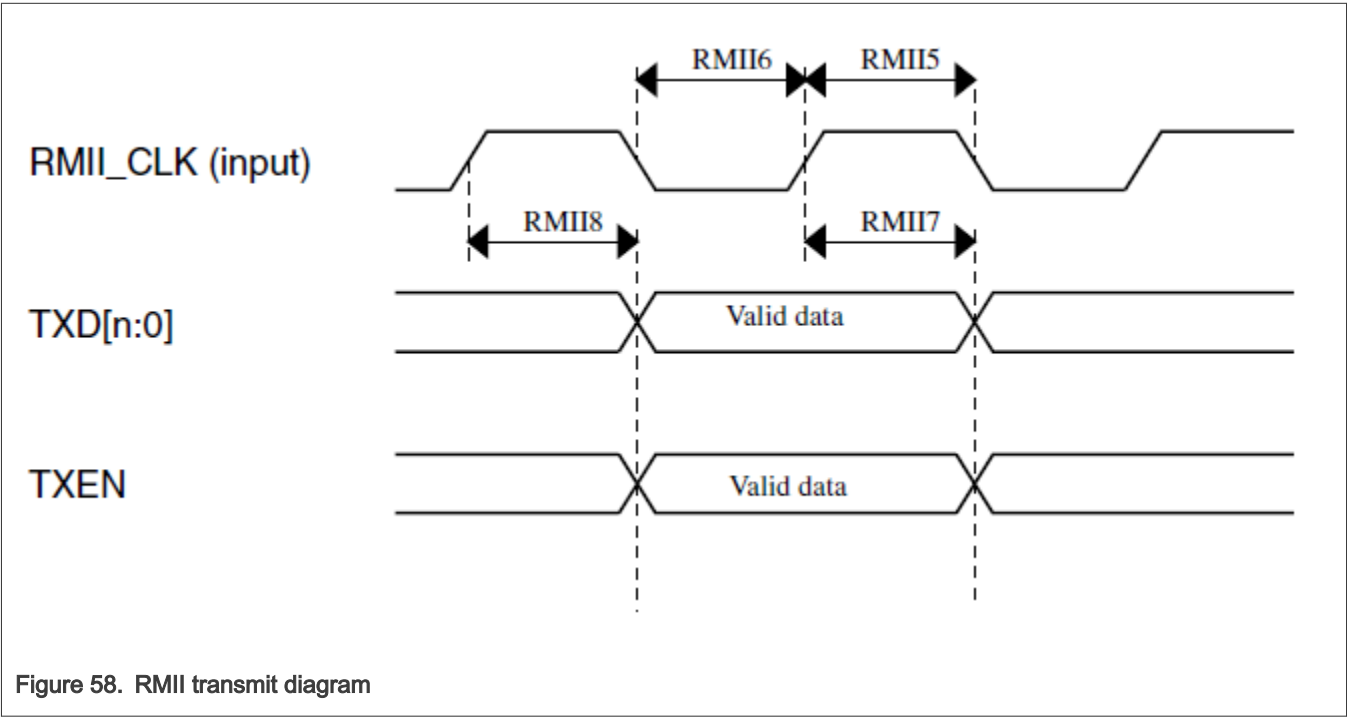 RMII6
RMII5
RMII_CLK (input)
RMII8
RMII7
TXD[n:0]
Valid data
TXEN
Valid data
Figure 58. RMII transmit diagram